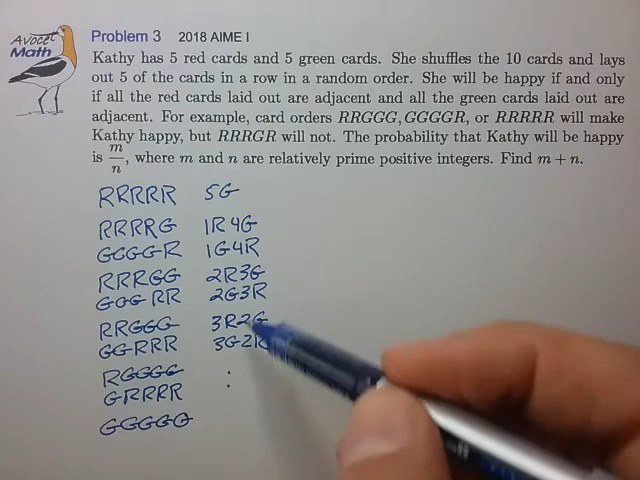 Avocet
Math
Problem 3 2018 AIME I
Kathy has 5 red cards and 5 green cards. She shuffles the 10 cards and lays
out 5 of the cards in a row in a random order. She will be happy if and only
if all the red cards laid out are adjacent and all the green cards laid out are
adjacent. For example, card orders RRGGG, GGGGR, or RRRRR will make
Kathy happy, but RRRGR will not. The probability that Kathy will be happy
is m/n, where m and n are relatively prime positive integers. Find m + n.
RRRRR 5G
RRRRG 1R4G
GGGGR 1G4R
RRRGG 2R3G
GGGRR 2G3R
RRGGG 3R2G
GGRRR 3G2R
RGGGG :
GRRRR
GGGGG